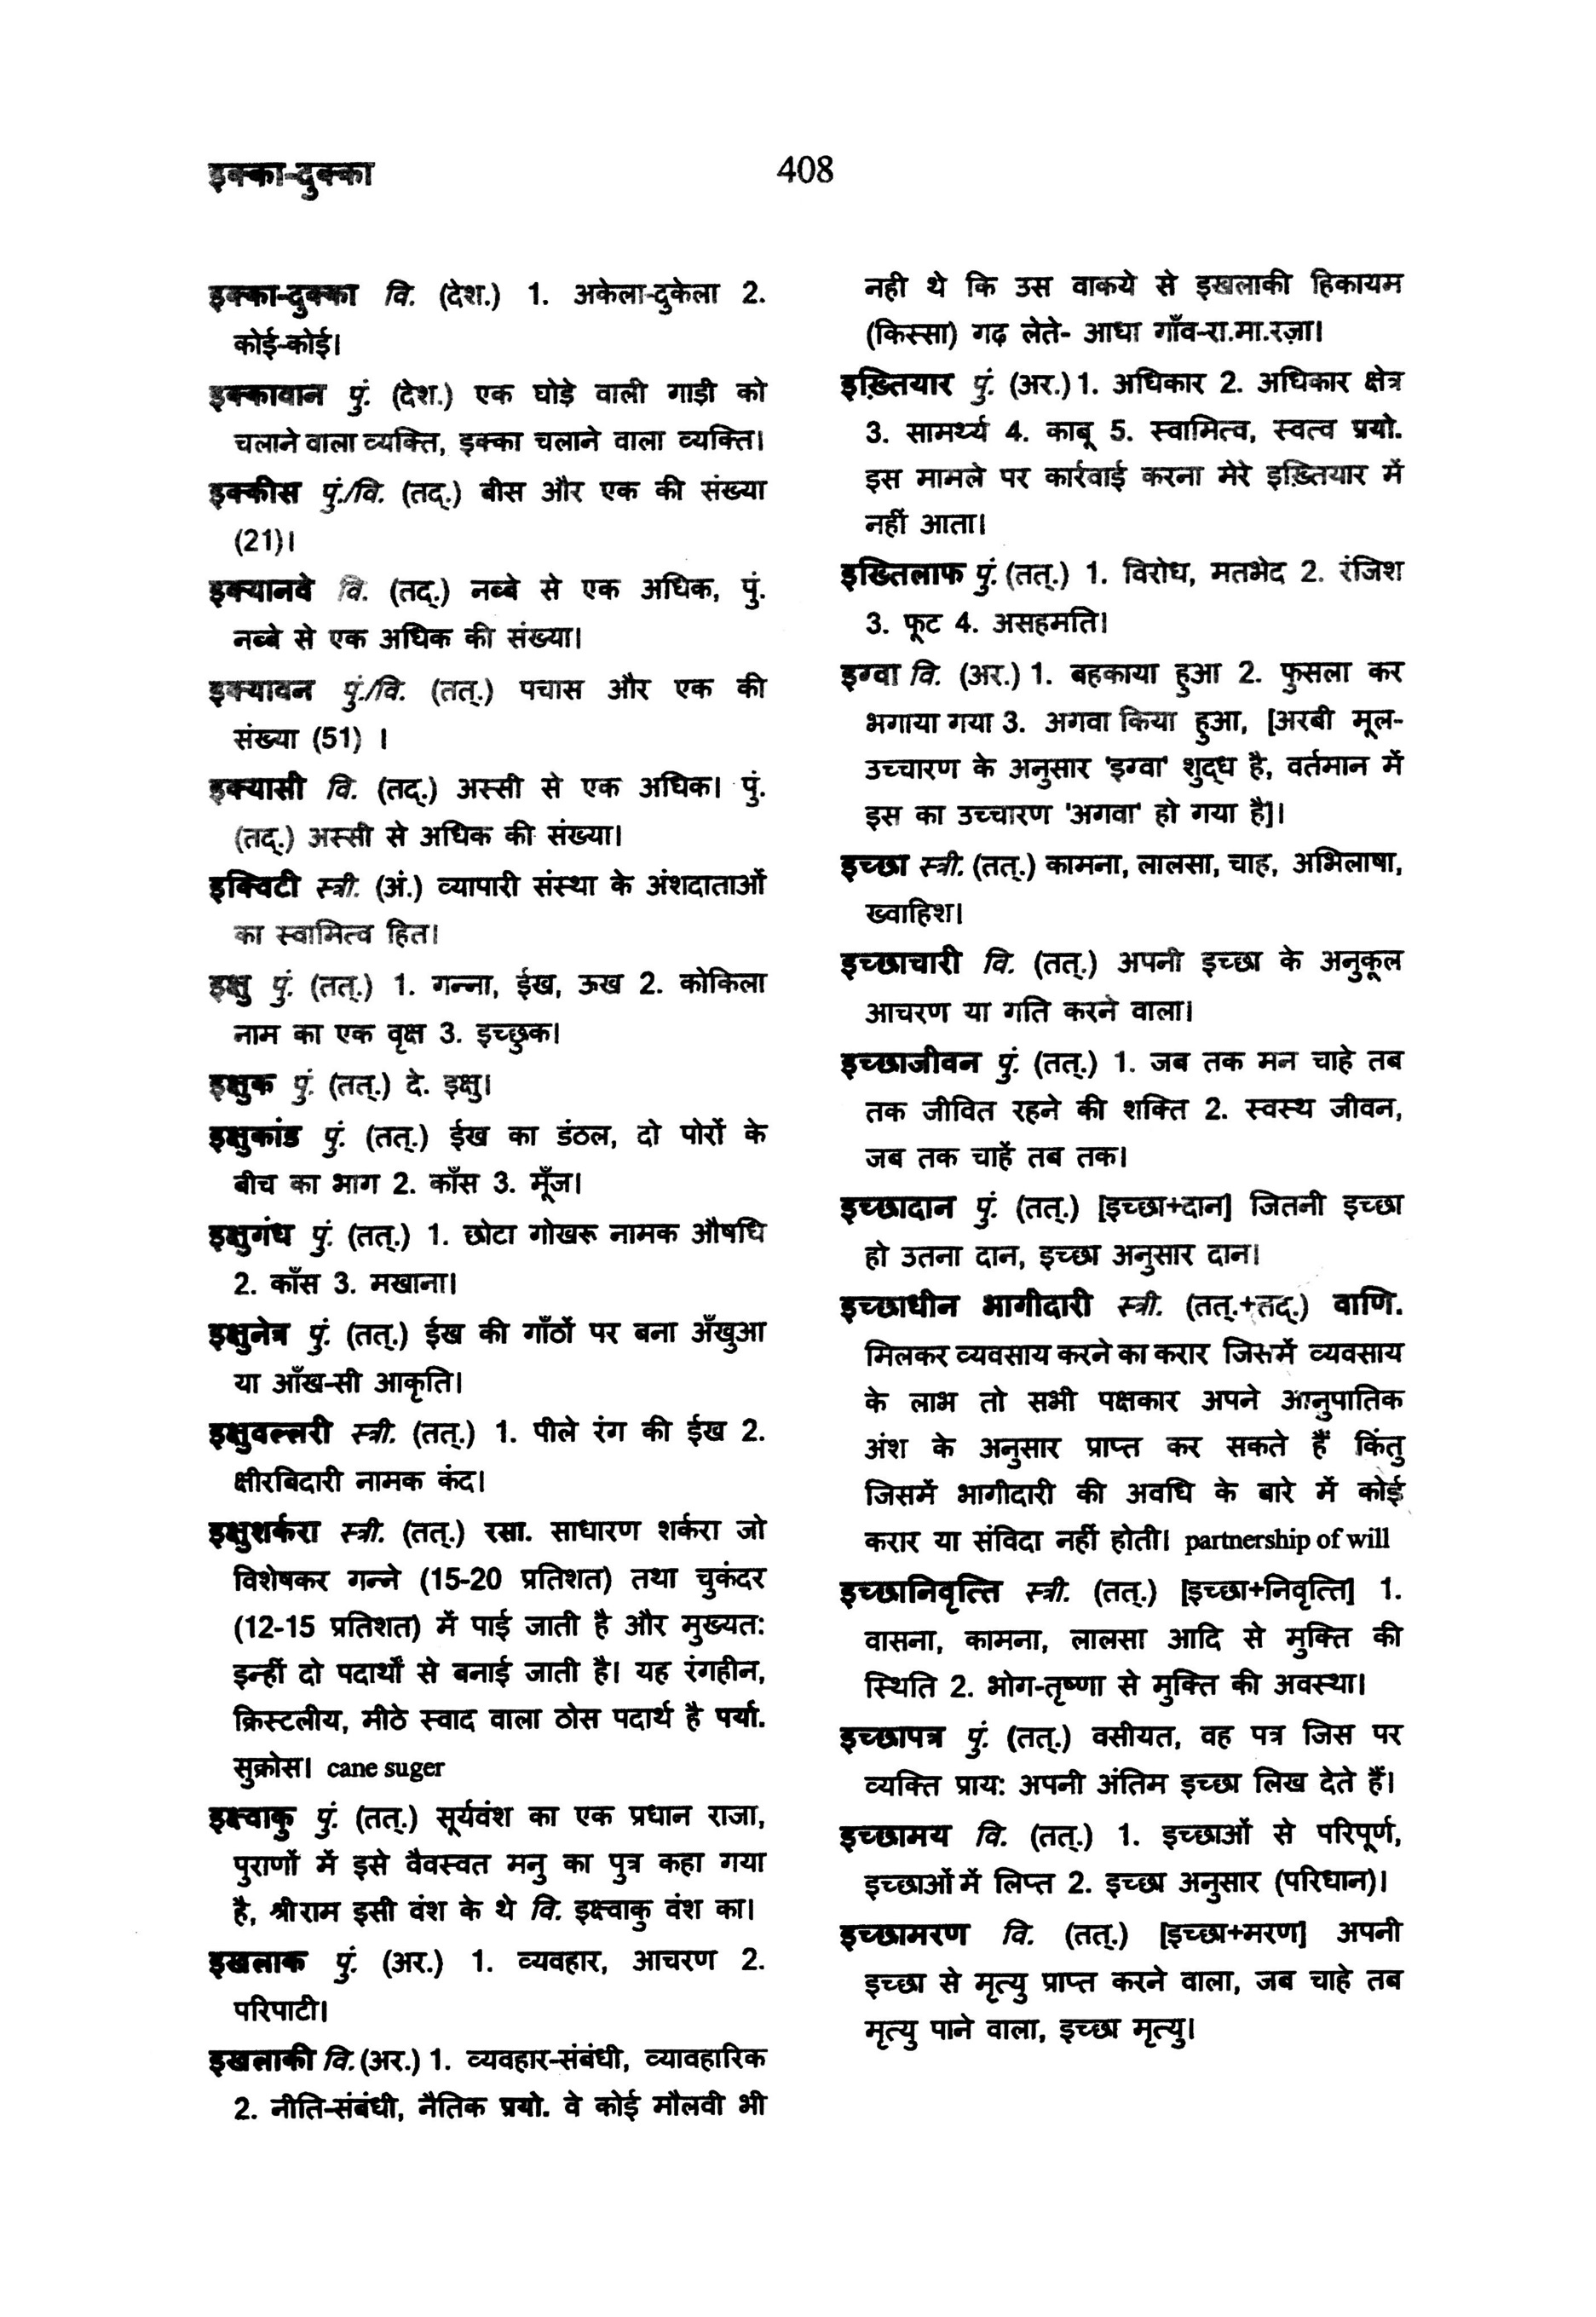 इक्का-दुक्का
408
इक्का-दुक्का वि. (देश.) 1. अकेला-दुकेला 2.
कोई-कोई।
इक्कावान पुं. (देश.) एक घोड़े वाली गाड़ी को
चलाने वाला व्यक्ति, इक्का चलाने वाला व्यक्ति।
इक्कीस पुं./वि. (तद्.) बीस और एक की संख्या
(21)।
इक्यानवे वि. (तद्.) नब्बे से एक अधिक, पुं.
नब्बे से एक अधिक की संख्या।
इक्यावन पुं./वि. (तत्.) पचास और एक की
संख्या (51) ।
इक्यासी वि. (तद्.) अस्सी से एक अधिक। पुं.
(तद्.) अस्सी से अधिक की संख्या।
इक्विटी स्त्री. (अं.) व्यापारी संस्था के अंशदाताओं
का स्वामित्व हित।
इक्षु पुं. (तत्.) 1. गन्ना, ईख, ऊख 2. कोकिला
नाम का एक वृक्ष 3. इच्छुक।
इक्षुक पुं. (तत्.) दे. इक्षु।
इक्षुकांड पुं. (तत्.) ईख का डंठल, दो पोरों के
बीच का भाग 2. काँस 3. मूँज।
इक्षुगंध पुं. (तत्.) 1. छोटा गोखरू नामक औषधि
2. काँस 3. मखाना।
इक्षुनेत्र पुं. (तत्.) ईख की गाँठों पर बना अँखुआ
या आँख-सी आकृति।
इक्षुवल्लरी स्त्री. (तत्.) 1. पीले रंग की ईख 2.
क्षीरबिदारी नामक कंद।
इक्षुशर्करा स्त्री. (तत्.) रसा. साधारण शर्करा जो
विशेषकर गन्ने (15-20 प्रतिशत) तथा चुकंदर
(12-15 प्रतिशत) में पाई जाती है और मुख्यत:
इन्हीं दो पदार्थों से बनाई जाती है। यह रंगहीन,
क्रिस्टलीय, मीठे स्वाद वाला ठोस पदार्थ है पर्या.
सुक्रोस। cane suger
इक्ष्वाकु पुं. (तत्.) सूर्यवंश का एक प्रधान राजा,
पुराणों में इसे वैवस्वत मनु का पुत्र कहा गया
है, श्रीराम इसी वंश के थे वि. इक्ष्वाकु वंश का।
इखलाक पुं. (अर.) 1. व्यवहार, आचरण 2.
परिपाटी।
इखलाकी वि. (अर.) 1. व्यवहार-संबंधी, व्यावहारिक
2. नीति-संबंधी, नैतिक प्रयो. वे कोई मौलवी भी
नही थे कि उस वाकये से इखलाकी हिकायम
(किस्सा) गढ़ लेते- आधा गाँव-रा.मा.रज़ा।
इख़्तियार पुं. (अर.) 1. अधिकार 2. अधिकार क्षेत्र
3. सामर्थ्य 4. काबू 5. स्वामित्व, स्वत्व प्रयो.
इस मामले पर कार्रवाई करना मेरे इख़्तियार में
नहीं आता।
इख्तिलाफ पुं. (तत्.) 1. विरोध, मतभेद 2. रंजिश
3. फूट 4. असहमति।
इग्वा वि. (अर.) 1. बहकाया हुआ 2. फुसला कर
भगाया गया 3. अगवा किया हुआ, [अरबी मूल-
उच्चारण के अनुसार 'इग्वा' शुद्ध है, वर्तमान में
इस का उच्चारण 'अगवा' हो गया है]।
इच्छा स्त्री. (तत्.) कामना, लालसा, चाह, अभिलाषा,
ख्वाहिश।
इच्छाचारी वि. (तत्.) अपनी इच्छा के अनुकूल
आचरण या गति करने वाला।
इच्छाजीवन पुं. (तत्.) 1. जब तक मन चाहे तब
तक जीवित रहने की शक्ति 2. स्वस्थ जीवन,
जब तक चाहें तब तक।
इच्छादान पुं. (तत्.) [इच्छा+दान] जितनी इच्छा
हो उतना दान, इच्छा अनुसार दान।
इच्छाधीन भागीदारी स्त्री. (तत्.+तद्.) वाणि.
मिलकर व्यवसाय करने का करार जिसमें व्यवसाय
के लाभ तो सभी पक्षकार अपने आनुपातिक
अंश के अनुसार प्राप्त कर सकते हैं किंतु
जिसमें भागीदारी की अवधि के बारे में कोई
करार या संविदा नहीं होती। partnership of will
इच्छानिवृत्ति स्त्री. (तत्.) [इच्छा+निवृत्ति] 1.
वासना, कामना, लालसा आदि से मुक्ति की
स्थिति 2. भोग-तृष्णा से मुक्ति की अवस्था।
इच्छापत्र पुं. (तत्.) वसीयत, वह पत्र जिस पर
व्यक्ति प्राय: अपनी अंतिम इच्छा लिख देते हैं।
इच्छामय वि. (तत्.) 1. इच्छाओं से परिपूर्ण,
इच्छाओं में लिप्त 2. इच्छा अनुसार (परिधान)।
इच्छामरण वि. (तत्.) [इच्छा+मरण] अपनी
इच्छा से मृत्यु प्राप्त करने वाला, जब चाहे तब
मृत्यु पाने वाला, इच्छा मृत्यु।